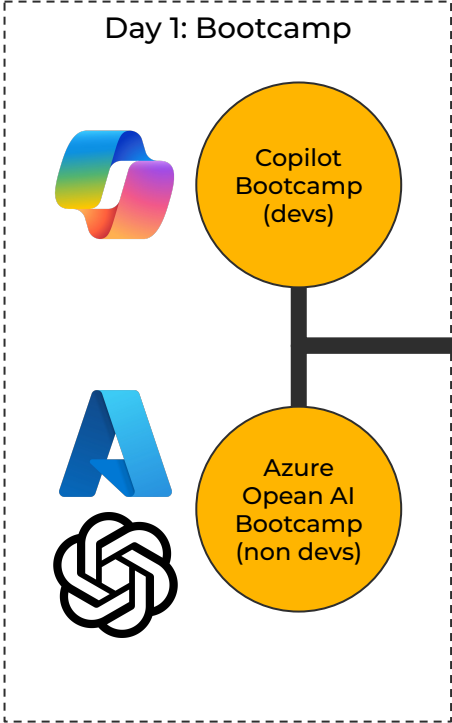 Day 1: Bootcamp
Copilot
Bootcamp
(devs)
Azure
Opean AI
Bootcamp
(non devs)